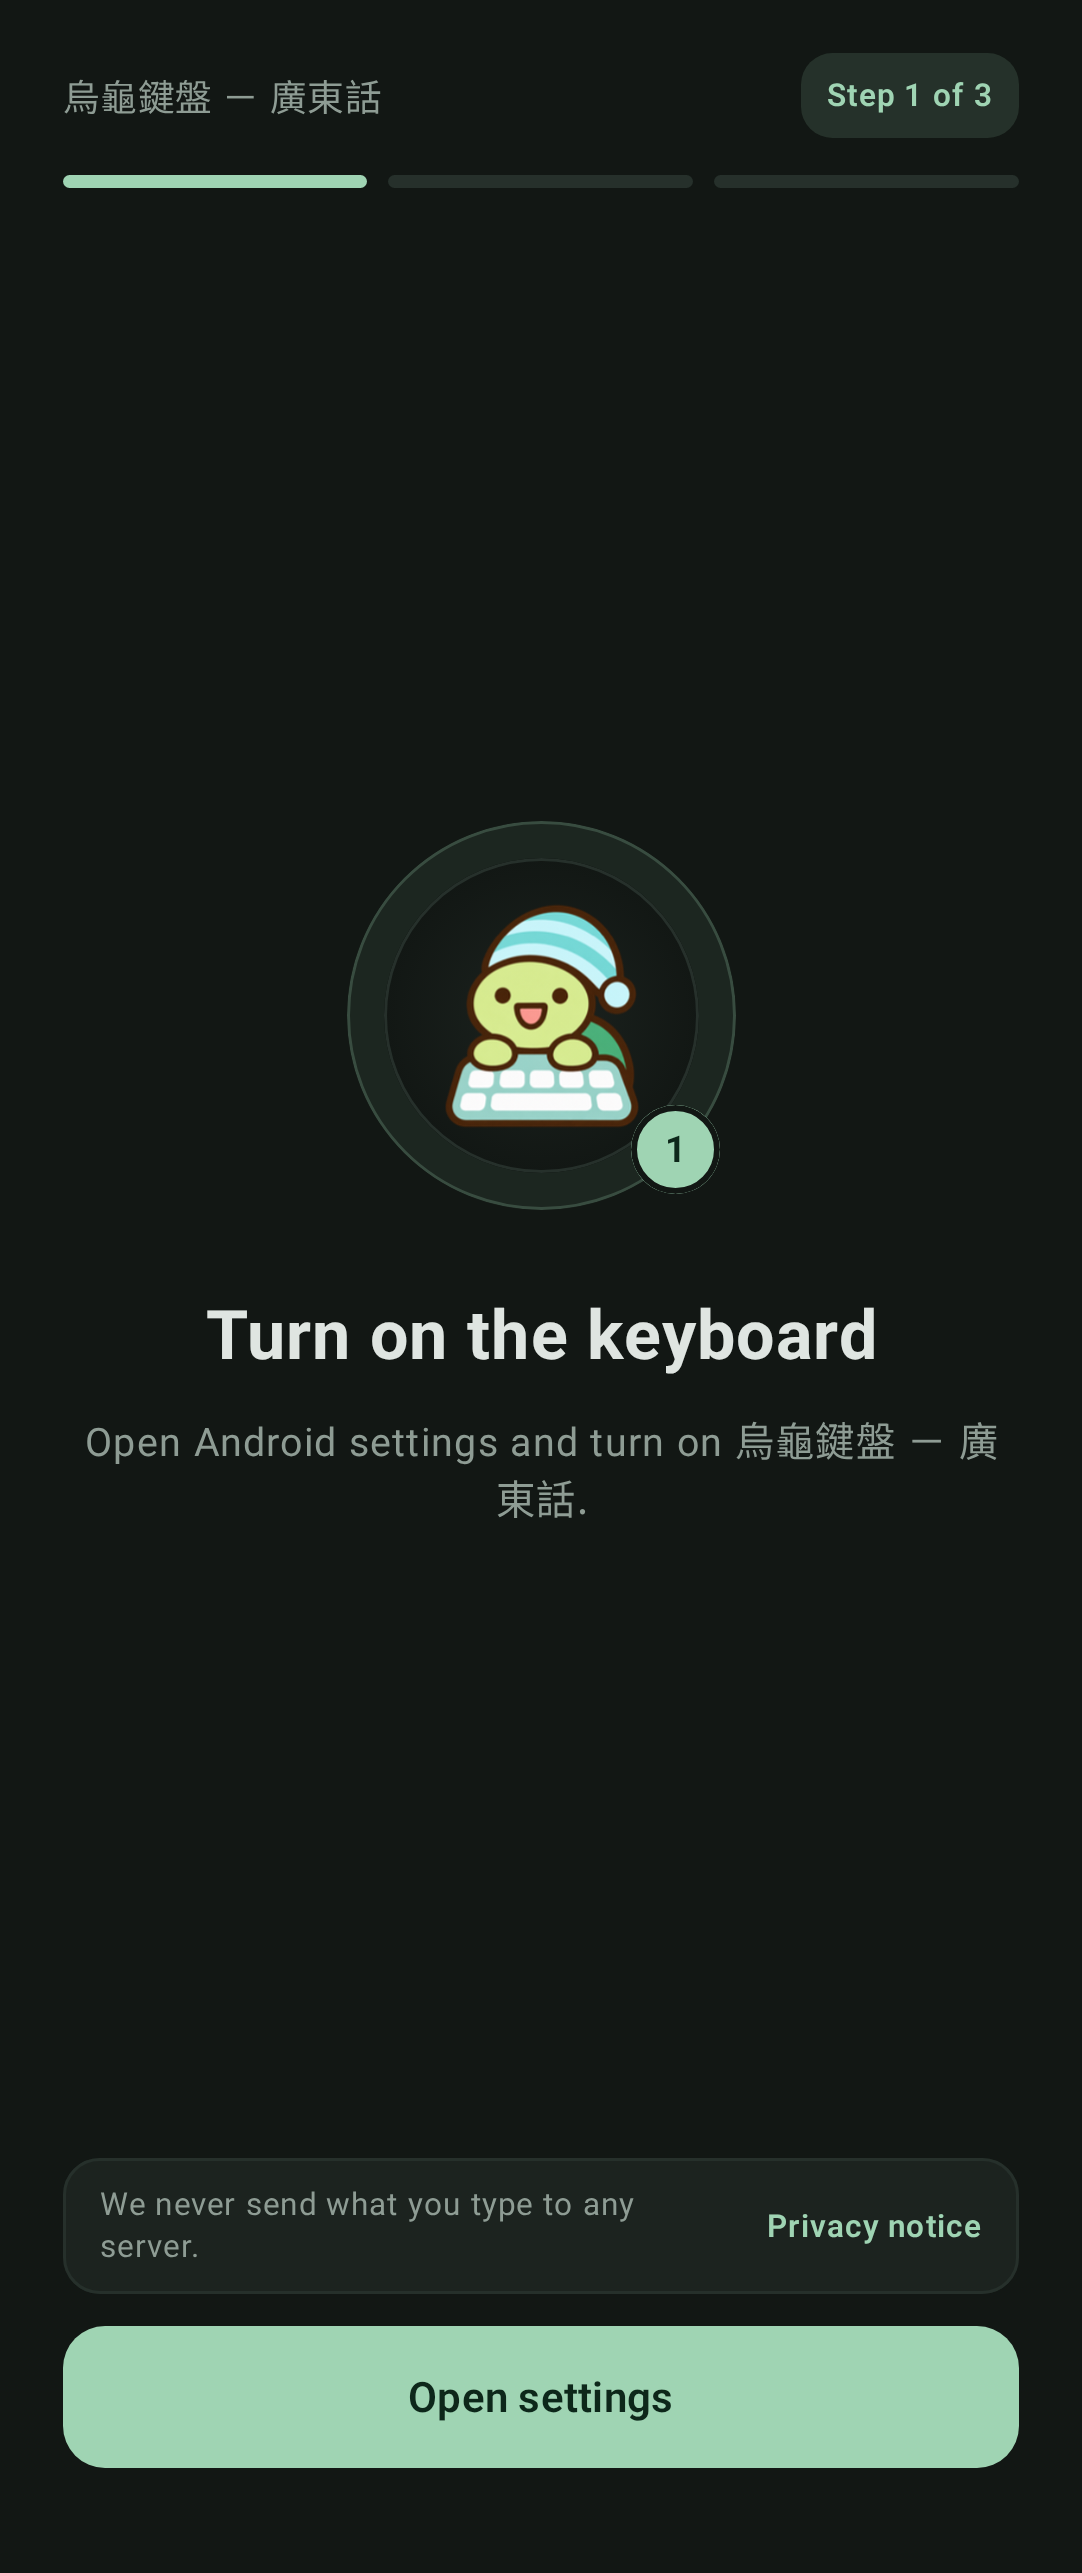 烏龜鍵盤 － 廣東話
Step 1 of 3
1
Turn on the keyboard
Open Android settings and turn on 烏龜鍵盤 － 廣
東話.
We never send what you type to any
server.
Privacy notice
Open settings